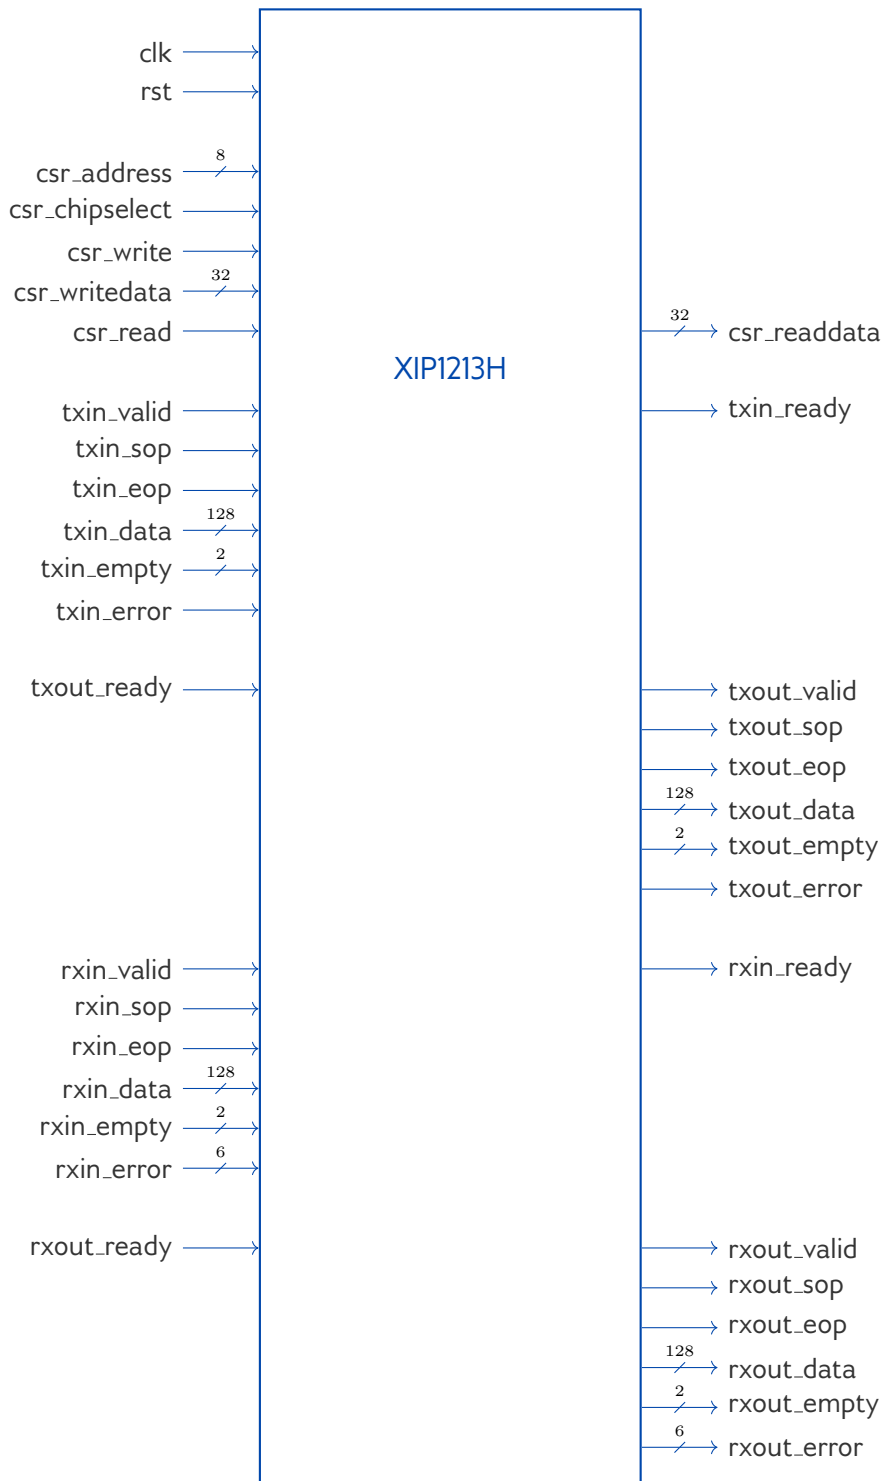 clk
rst
8
csr_address
csr_chipselect
csr_write
32
csr_writedata
csr_read
32
csr_readdata
XIP1213H
txin_valid
txin_ready
txin_sop
txin_eop
128
txin_data
2
txin_empty
txin_error
txout_ready
txout_valid
txout_sop
txout_eop
128
txout_data
2
txout_empty
txout_error
rxin_valid
rxin_ready
rxin_sop
rxin_eop
128
rxin_data
2
rxin_empty
6
rxin_error
rxout_ready
rxout_valid
rxout_sop
rxout_eop
128
rxout_data
2
rxout_empty
6
rxout_error